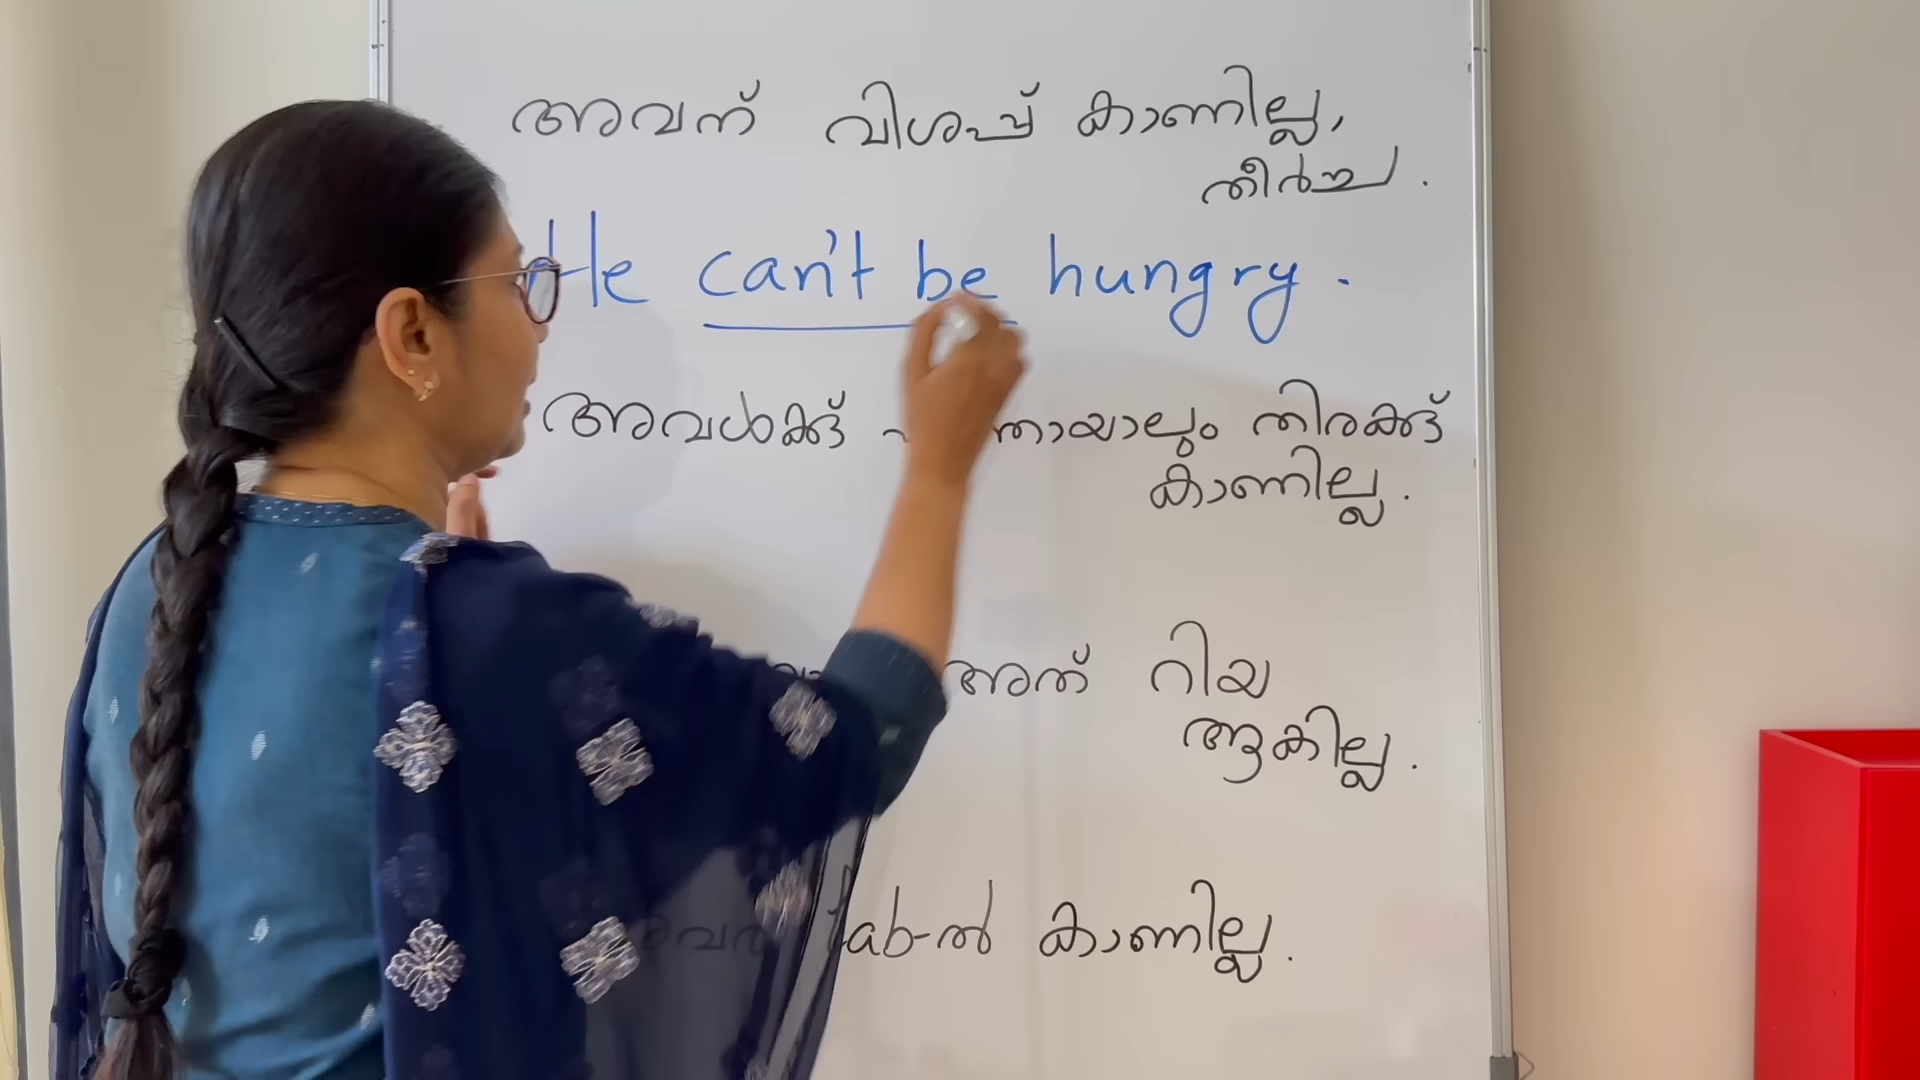 അവന് വിശപ്പ് കാണില്ല,
തീർച്ച.
He can't be hungry.
അവൾക്ക് തിരക്ക്
കാണില്ല.
അത് റിയ
ആകില്ല.
lab-ൽ കാണില്ല.